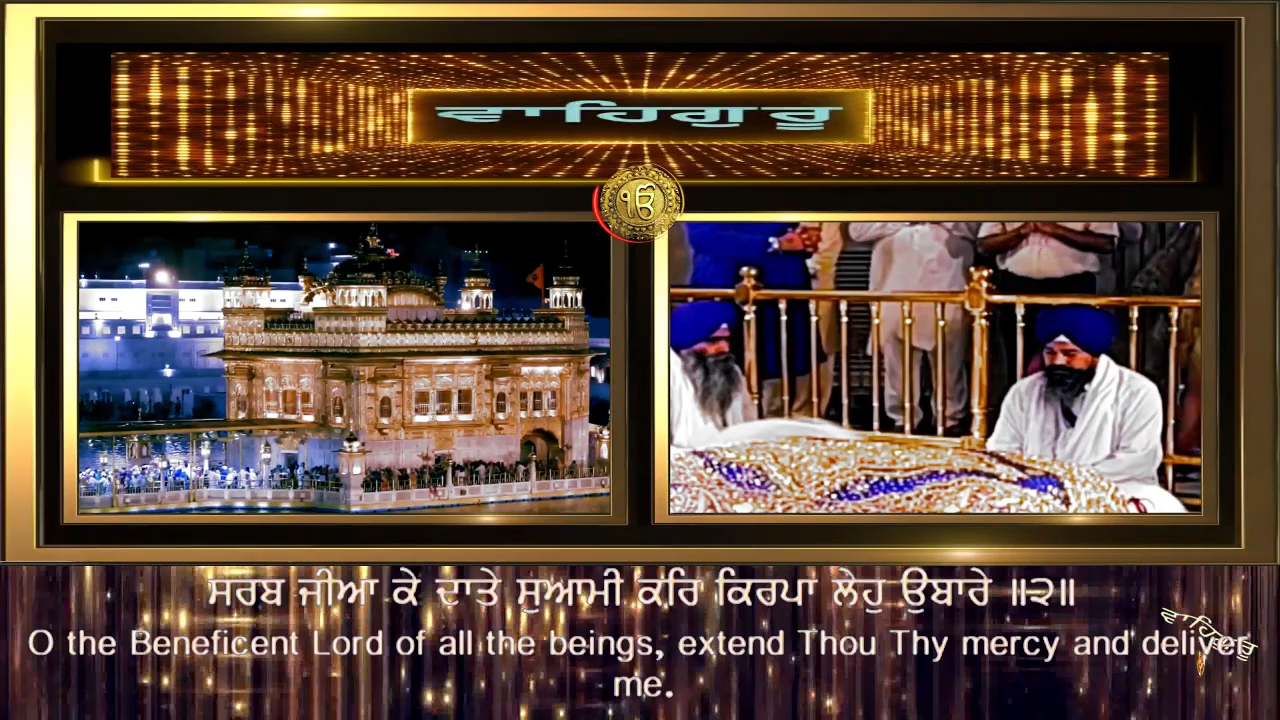 ਵਾਹਿਗੁਰੂ
ੴ
ਸਰਬ ਜੀਆ ਕੇ ਦਾਤੇ ਸੁਆਮੀ ਕਰਿ ਕਿਰਪਾ ਲੇਹੁ ਉਬਾਰੇ ॥੨॥
ਵਾਹਿਗੁਰੂ
O the Beneficent Lord of all the beings, extend Thou Thy mercy and deliver
me.